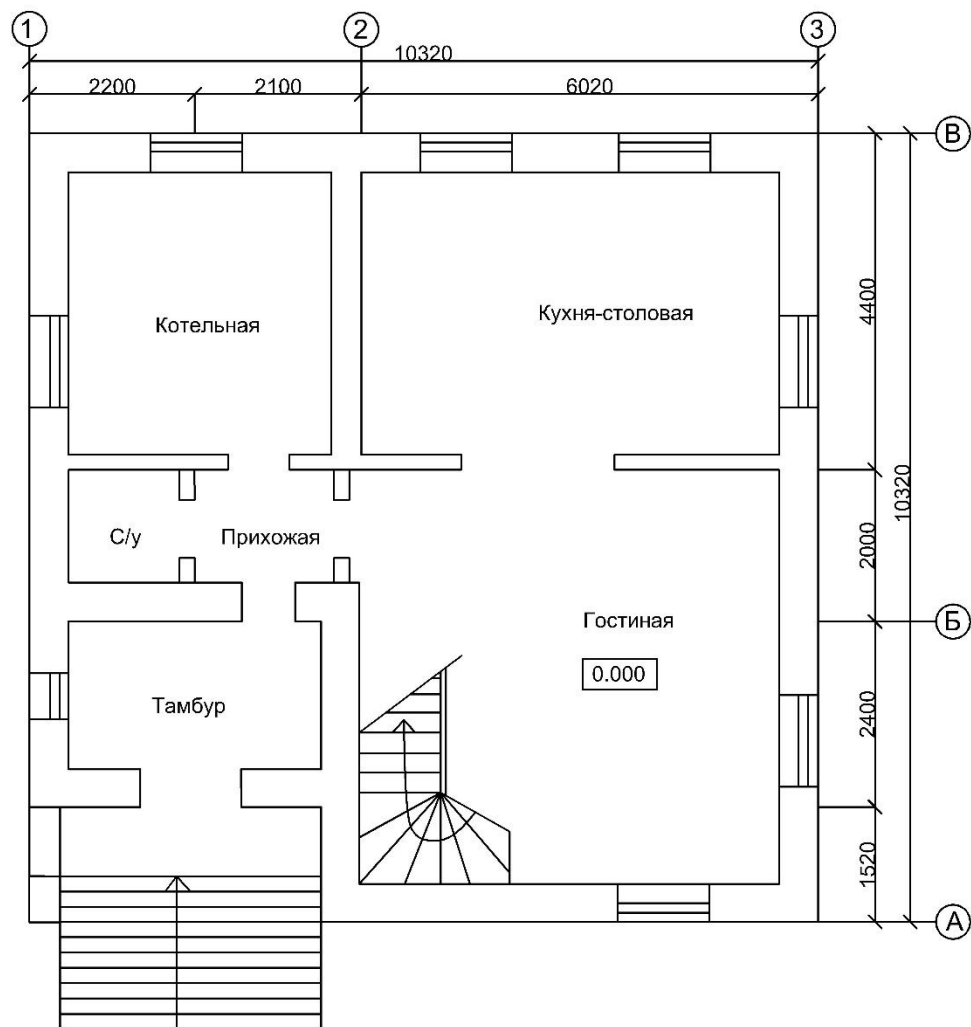 1
2
3
10320
2200
2100
6020
В
Котельная
Кухня-столовая
4400
10320
С/у
Прихожая
2000
Гостиная
Б
0.000
Тамбур
2400
1520
А